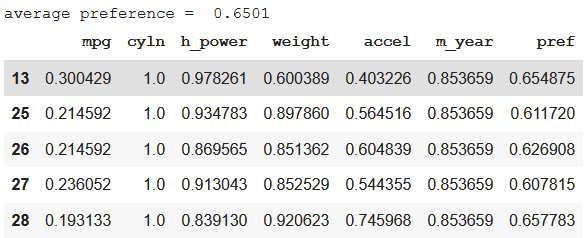 average preference =  0.6501
mpg cyln h_power weight accel m_year pref
13 0.300429 1.0 0.978261 0.600389 0.403226 0.853659 0.654875
25 0.214592 1.0 0.934783 0.897860 0.564516 0.853659 0.611720
26 0.214592 1.0 0.869565 0.851362 0.604839 0.853659 0.626908
27 0.236052 1.0 0.913043 0.852529 0.544355 0.853659 0.607815
28 0.193133 1.0 0.839130 0.920623 0.745968 0.853659 0.657783